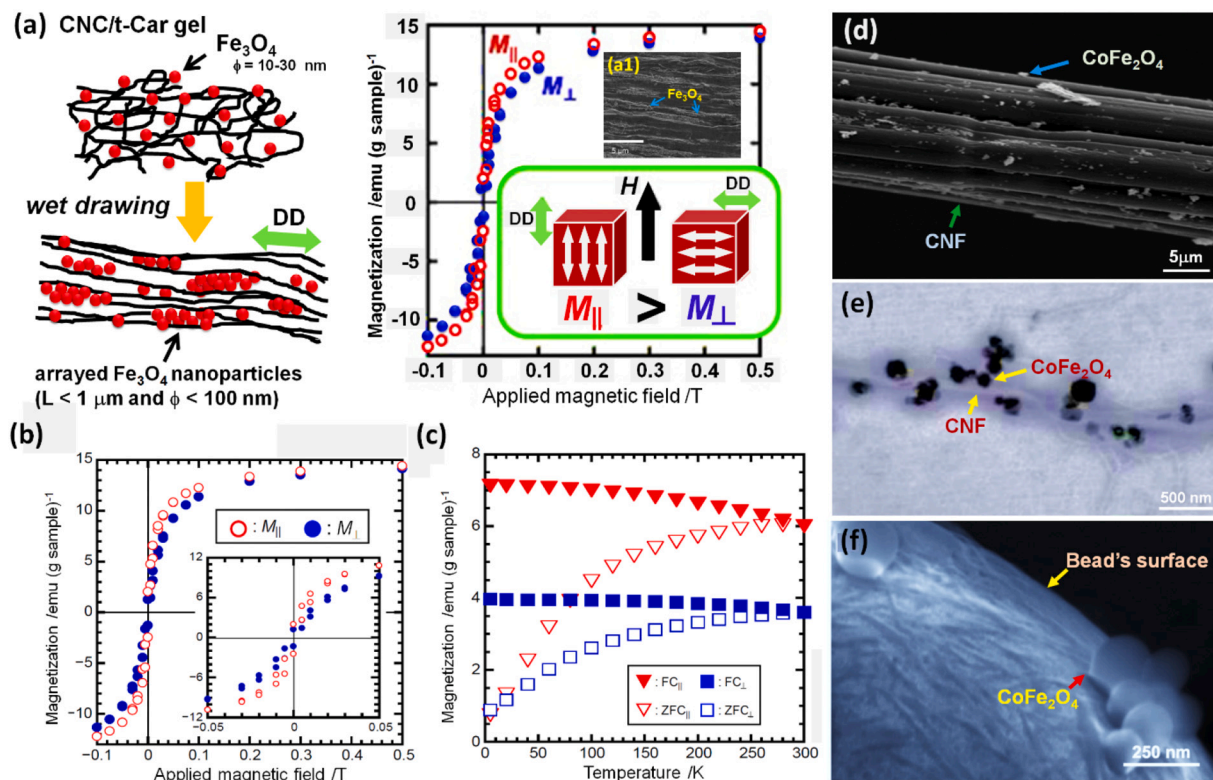 (a) CNC/t-Car gel
Fe3O4
ϕ = 10-30 nm
wet drawing
DD
arrayed Fe3O4 nanoparticles
(L < 1 μm and ϕ < 100 nm)
Magnetization /emu (g sample)-1
15
10
5
0
-5
-10
-0.1
0
0.1
0.2
0.3
0.4
0.5
Applied magnetic field /T
M||
M⊥
(a1)
Fe3O4
5 μm
H
DD
DD
M|| > M⊥
(b)
Magnetization /emu (g sample)-1
15
10
5
0
−5
−10
−0.1
0
0.1
0.2
0.3
0.4
0.5
Applied magnetic field /T
: M|| : M⊥
12
6
0
−6
−12
−0.05
0
0.05
(c)
Magnetization /emu (g sample)-1
8
6
4
2
0
0
50
100
150
200
250
300
Temperature /K
: FC|| : FC⊥
: ZFC|| : ZFC⊥
(d)
CoFe2O4
CNF
5μm
(e)
CoFe2O4
CNF
500 nm
(f)
Bead's surface
CoFe2O4
250 nm